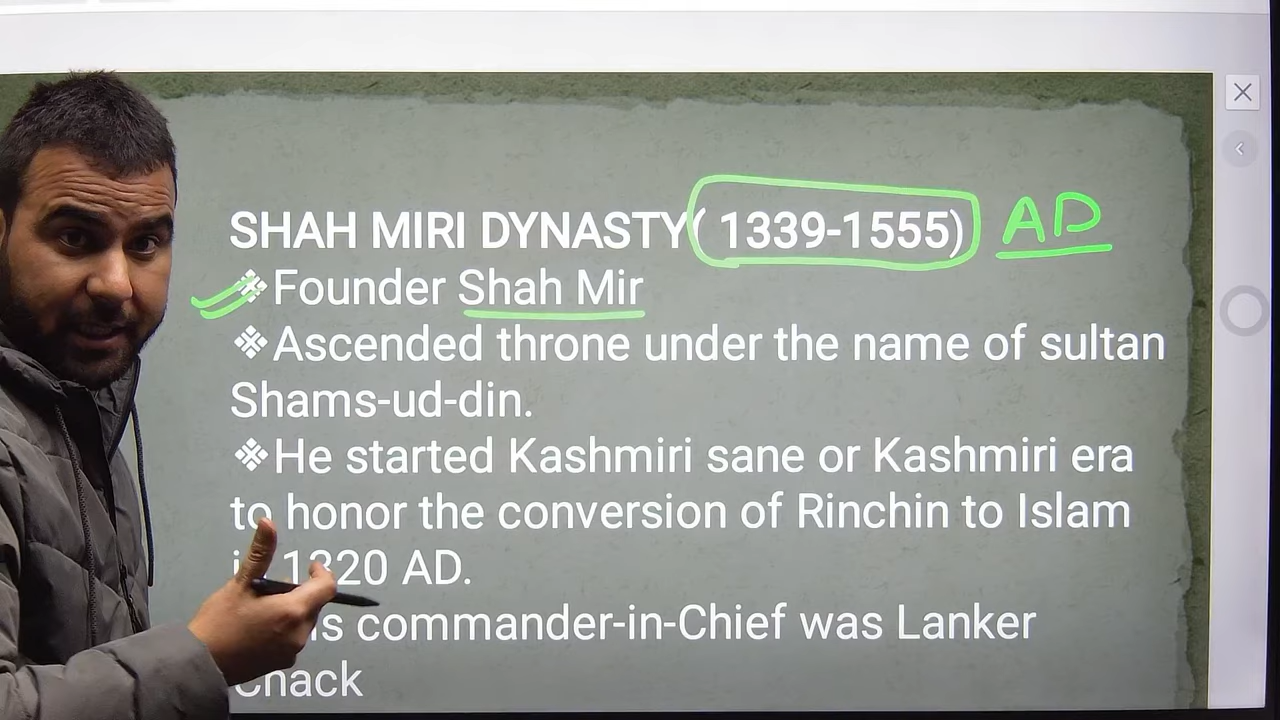 SHAH MIRI DYNASTY( 1339-1555) AD
❖Founder Shah Mir
❖Ascended throne under the name of sultan
Shams-ud-din.
❖He started Kashmiri sane or Kashmiri era
to honor the conversion of Rinchin to Islam
in 1320 AD.
commander-in-Chief was Lanker
Chack